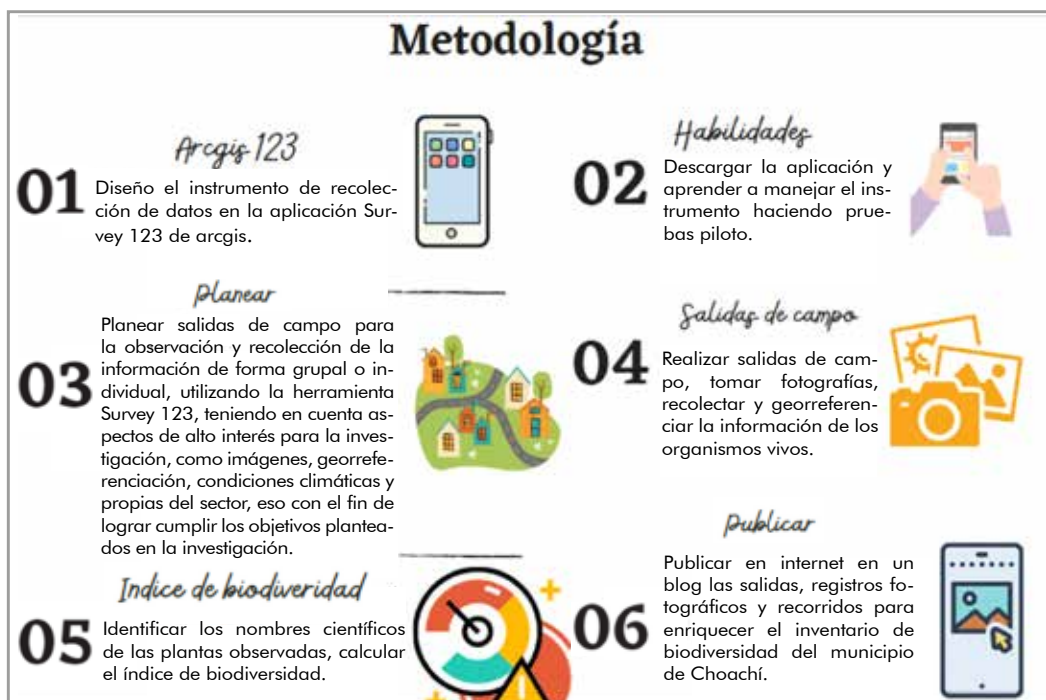 Metodología
01
Arcgis 123
Diseño el instrumento de recolec-
ción de datos en la aplicación Sur-
vey 123 de arcgis.
02
Habilidades
Descargar la aplicación y
aprender a manejar el ins-
trumento haciendo prue-
bas piloto.
03
Planear
Planear salidas de campo para
la observación y recolección de la
información de forma grupal o in-
dividual, utilizando la herramienta
Survey 123, teniendo en cuenta as-
pectos de alto interés para la inves-
tigación, como imágenes, georrefe-
renciación, condiciones climáticas y
propias del sector, eso con el fin de
lograr cumplir los objetivos plantea-
dos en la investigación.
04
Salidas de campo
Realizar salidas de cam-
po, tomar fotografías,
recolectar y georreferen-
ciar la información de los
organismos vivos.
05
Indice de biodiveridad
Identificar los nombres científicos
de las plantas observadas, calcular
el índice de biodiversidad.
06
Publicar
Publicar en internet en un
blog las salidas, registros fo-
tográficos y recorridos para
enriquecer el inventario de
biodiversidad del municipio
de Choachí.